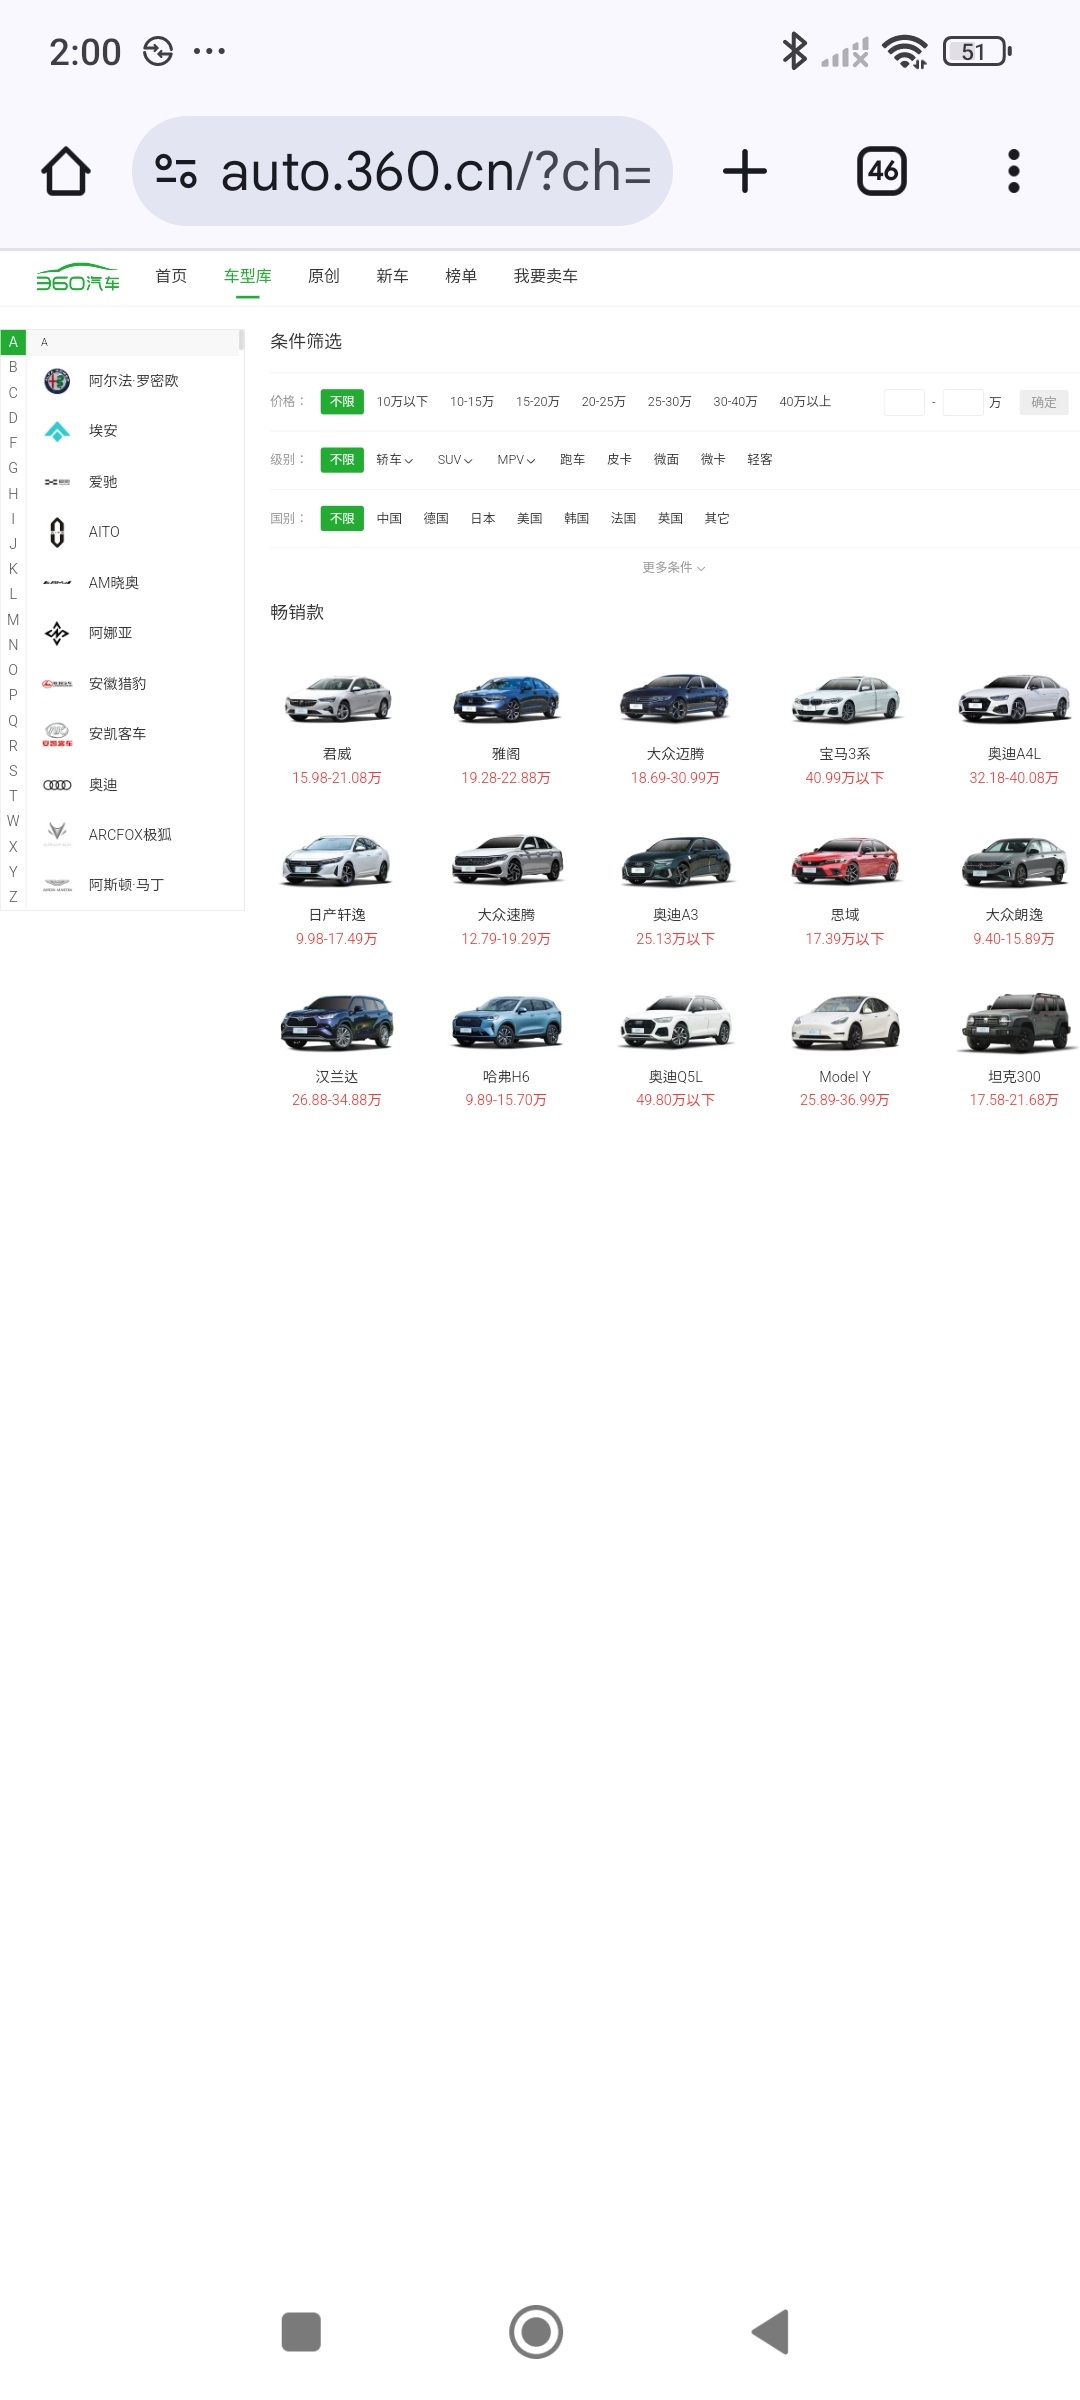 2:00
51
auto.360.cn/?ch=
46
360汽车 首页 车型库 原创 新车 榜单 我要卖车
A
B
C
D
F
G
H
I
J
K
L
M
N
O
P
Q
R
S
T
W
X
Y
Z
A
阿尔法·罗密欧
埃安
爱驰
AITO
AM晓奥
阿娜亚
安徽猎豹
安凯客车
奥迪
ARCFOX极狐
阿斯顿·马丁
条件筛选
价格： 不限 10万以下 10-15万 15-20万 20-25万 25-30万 30-40万 40万以上 - 万 确定
级别： 不限 轿车 SUV MPV 跑车 皮卡 微面 微卡 轻客
国别： 不限 中国 德国 日本 美国 韩国 法国 英国 其它
更多条件
畅销款
君威 雅阁 大众迈腾 宝马3系 奥迪A4L
15.98-21.08万 19.28-22.88万 18.69-30.99万 40.99万以下 32.18-40.08万
日产轩逸 大众速腾 奥迪A3 思域 大众朗逸
9.98-17.49万 12.79-19.29万 25.13万以下 17.39万以下 9.40-15.89万
汉兰达 哈弗H6 奥迪Q5L Model Y 坦克300
26.88-34.88万 9.89-15.70万 49.80万以下 25.89-36.99万 17.58-21.68万